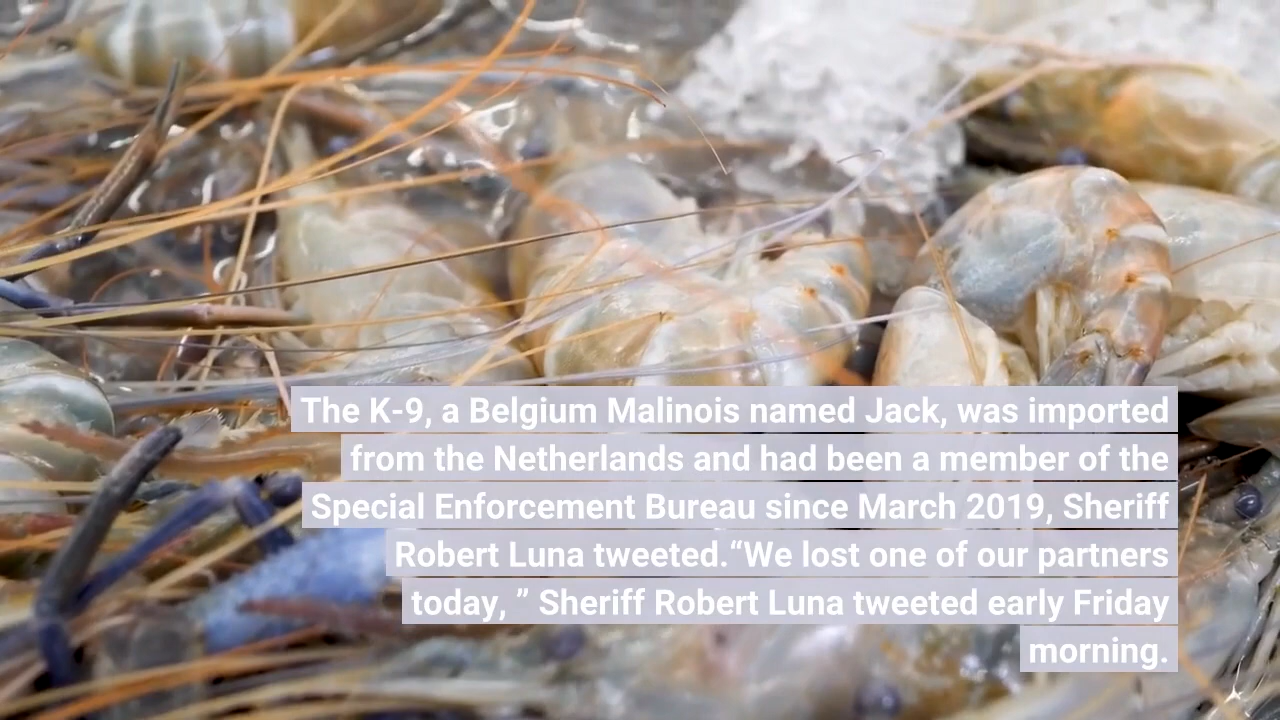 The K-9, a Belgium Malinois named Jack, was imported
from the Netherlands and had been a member of the
Special Enforcement Bureau since March 2019, Sheriff
Robert Luna tweeted.“We lost one of our partners
today, ” Sheriff Robert Luna tweeted early Friday
morning.